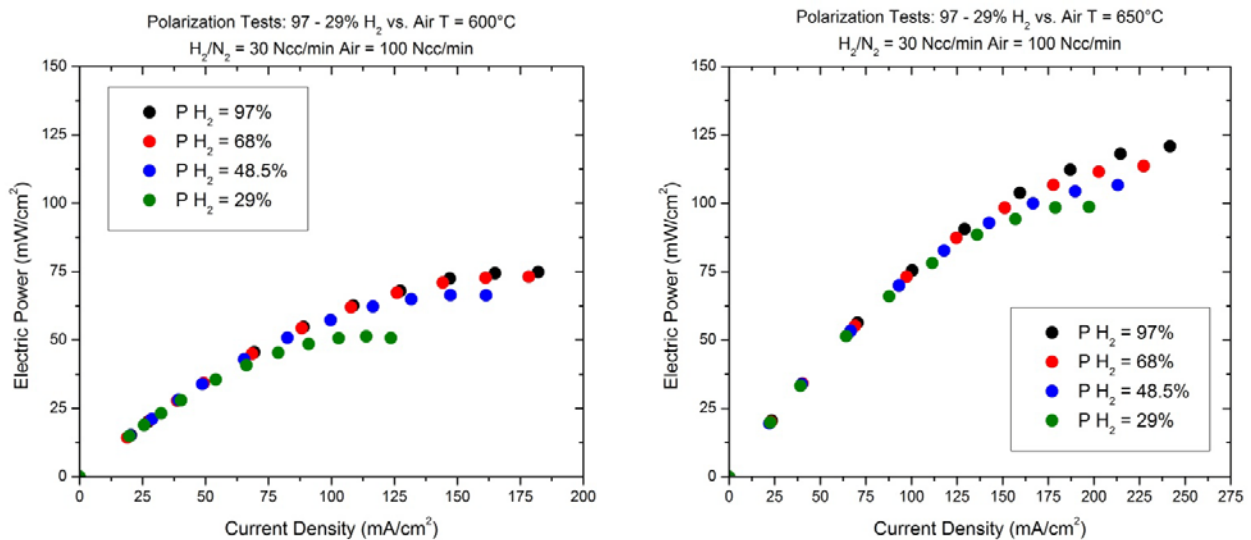 Polarization Tests: 97 - 29% H₂ vs. Air T = 600°C
H₂/N₂ = 30 Ncc/min Air = 100 Ncc/min
150
125
100
75
50
25
0
Electric Power (mW/cm²)
P H₂ = 97%
P H₂ = 68%
P H₂ = 48.5%
P H₂ = 29%
0 25 50 75 100 125 150 175 200
Current Density (mA/cm²)
Polarization Tests: 97 - 29% H₂ vs. Air T = 650°C
H₂/N₂ = 30 Ncc/min Air = 100 Ncc/min
150
125
100
75
50
25
0
Electric Power (mW/cm²)
P H₂ = 97%
P H₂ = 68%
P H₂ = 48.5%
P H₂ = 29%
0 25 50 75 100 125 150 175 200 225 250 275
Current Density (mA/cm²)